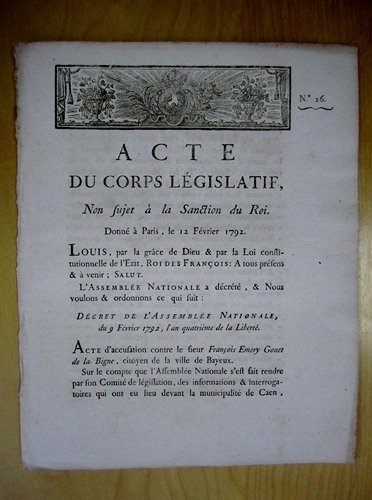 N.° 26.
ACTE
DU CORPS LÉGISLATIF,
Non sujet à la Sanction du Roi.
Donné à Paris, le 12 Février 1792.
LOUIS, par la grâce de Dieu & par la Loi consti-
tutionnelle de l'État, ROI DES FRANÇOIS: A tous présens
& à venir; SALUT.
L'ASSEMBLÉE NATIONALE a décrété, & Nous
voulons & ordonnons ce qui suit:
DÉCRET DE L'ASSEMBLÉE NATIONALE,
du 9 Février 1792, l'an quatrième de la Liberté.
ACTE d'accusation contre le sieur François Emery Gouet
de la Bigne, citoyen de la ville de Bayeux.
Sur le compte que l'Assemblée Nationale s'est fait rendre
par son Comité de législation, des informations & interroga-
toires qui ont eu lieu devant la municipalité de Caen,